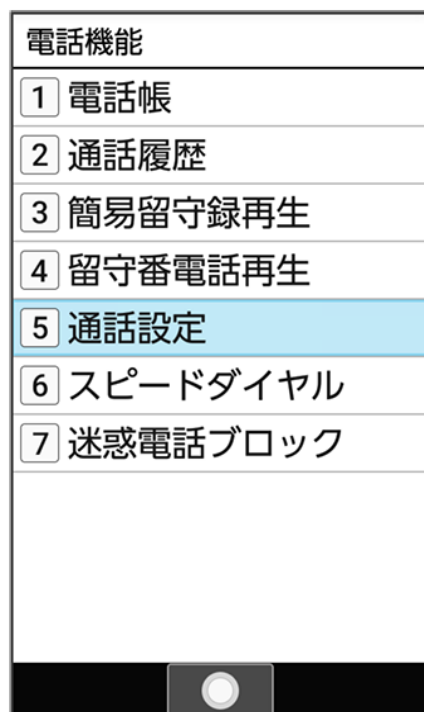 電話機能
1 電話帳
2 通話履歴
3 簡易留守録再生
4 留守番電話再生
5 通話設定
6 スピードダイヤル
7 迷惑電話ブロック